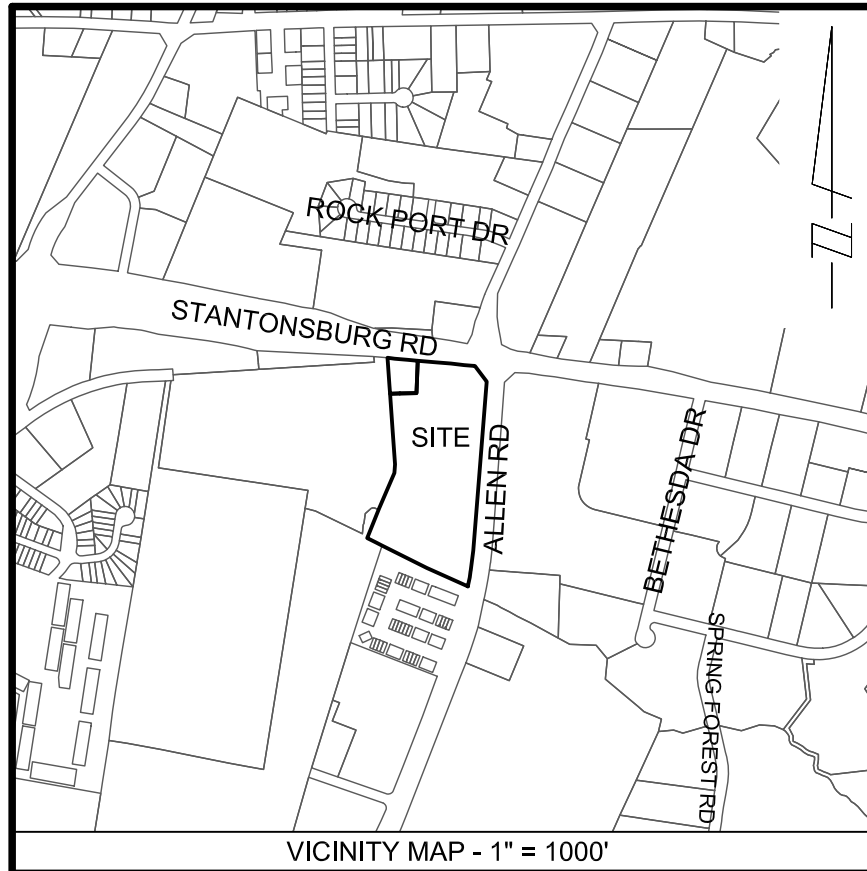 ROCK PORT DR
STANTONSBURG RD
SITE
ALLEN RD
BETHESDA DR
SPRING FOREST RD
N
VICINITY MAP - 1" = 1000'